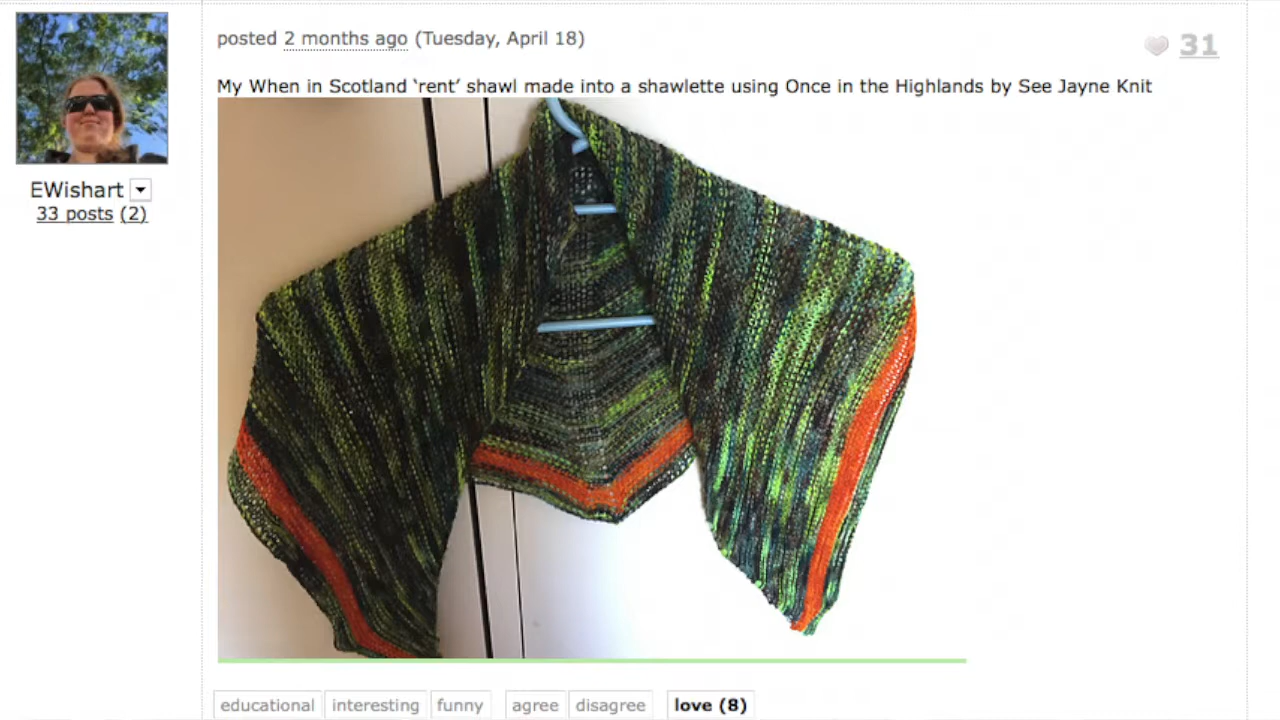 posted 2 months ago (Tuesday, April 18)
31
My When in Scotland ‘rent’ shawl made into a shawlette using Once in the Highlands by See Jayne Knit
EWishart
33 posts (2)
educational interesting funny agree disagree love (8)